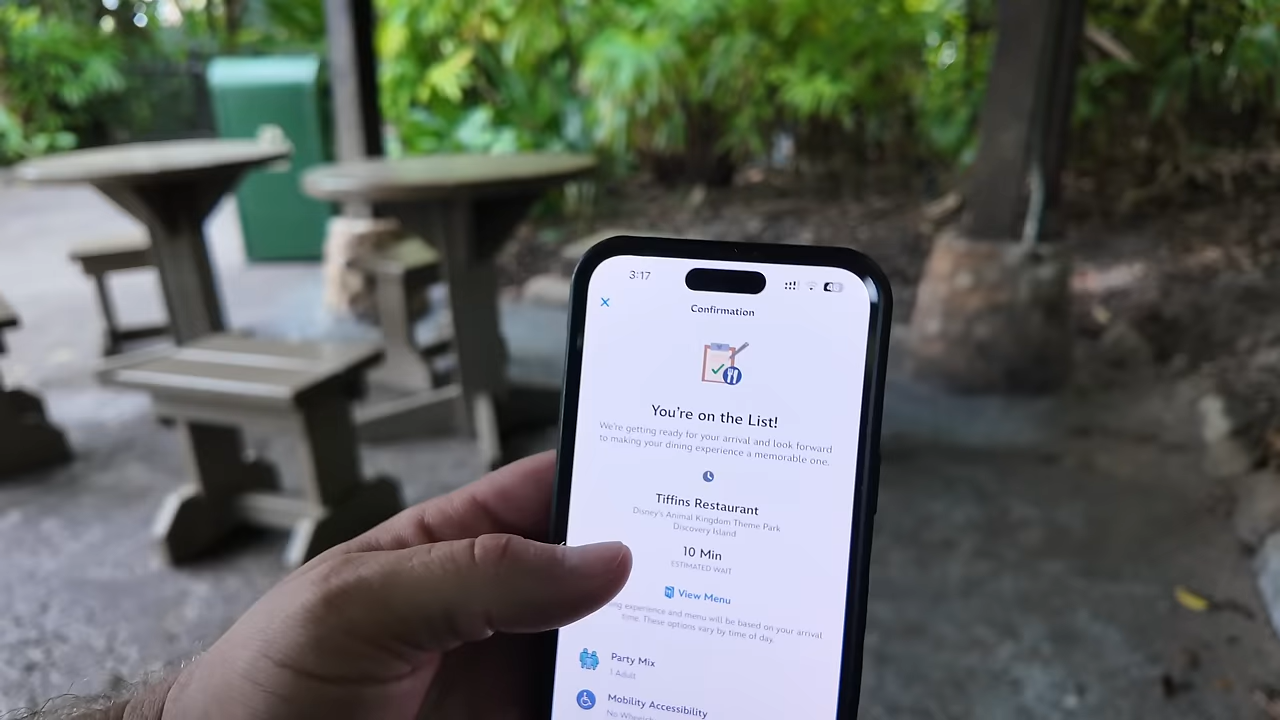 3:17
Confirmation
You're on the List!
We're getting ready for your arrival and look forward
to making your dining experience a memorable one.
Tiffins Restaurant
Disney's Animal Kingdom Theme Park
Discovery Island
10 Min
ESTIMATED WAIT
View Menu
experience and menu will be based on your arrival
time. These options vary by time of day.
Party Mix
1 Adult
Mobility Accessibility
No